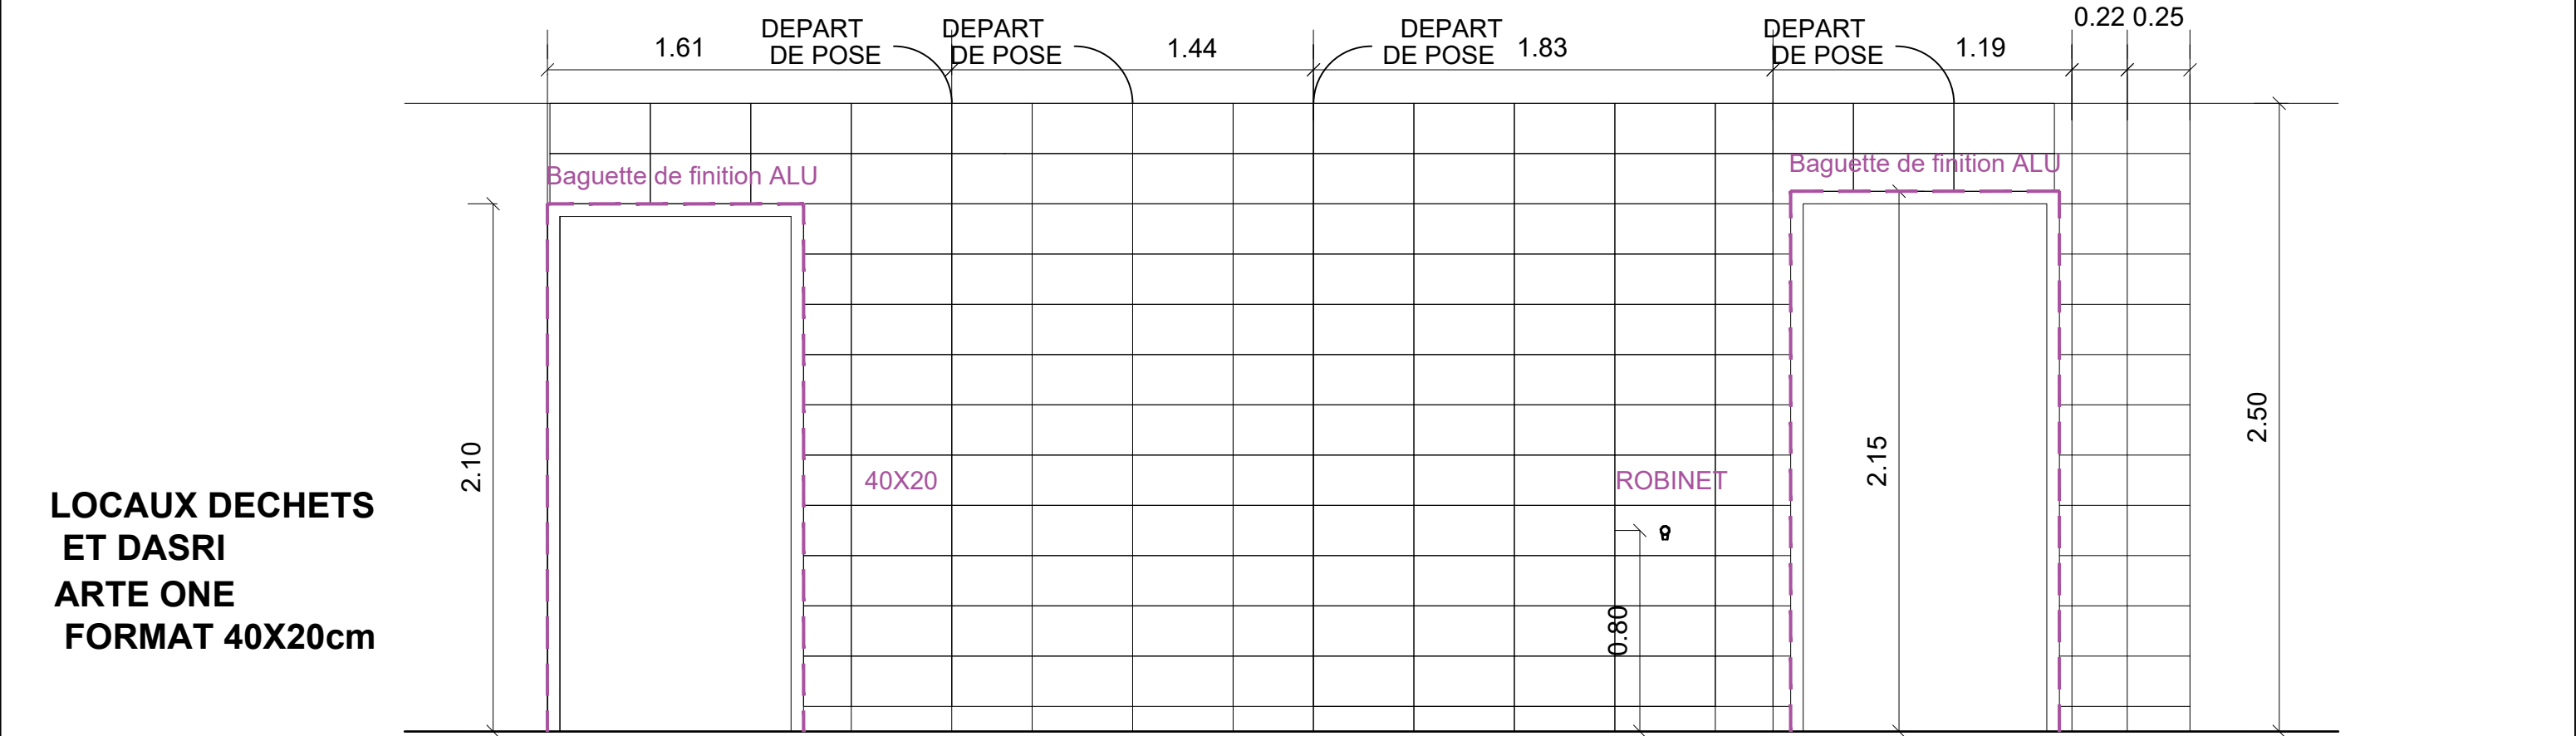 0.22 0.25
DEPART
DE POSE
DEPART
DE POSE
DEPART
DE POSE
DEPART
DE POSE
1.61
1.44
1.83
1.19
Baguette de finition ALU
Baguette de finition ALU
2.10
40X20
ROBINET
2.15
2.50
0.80
LOCAUX DECHETS
ET DASRI
ARTE ONE
FORMAT 40X20cm